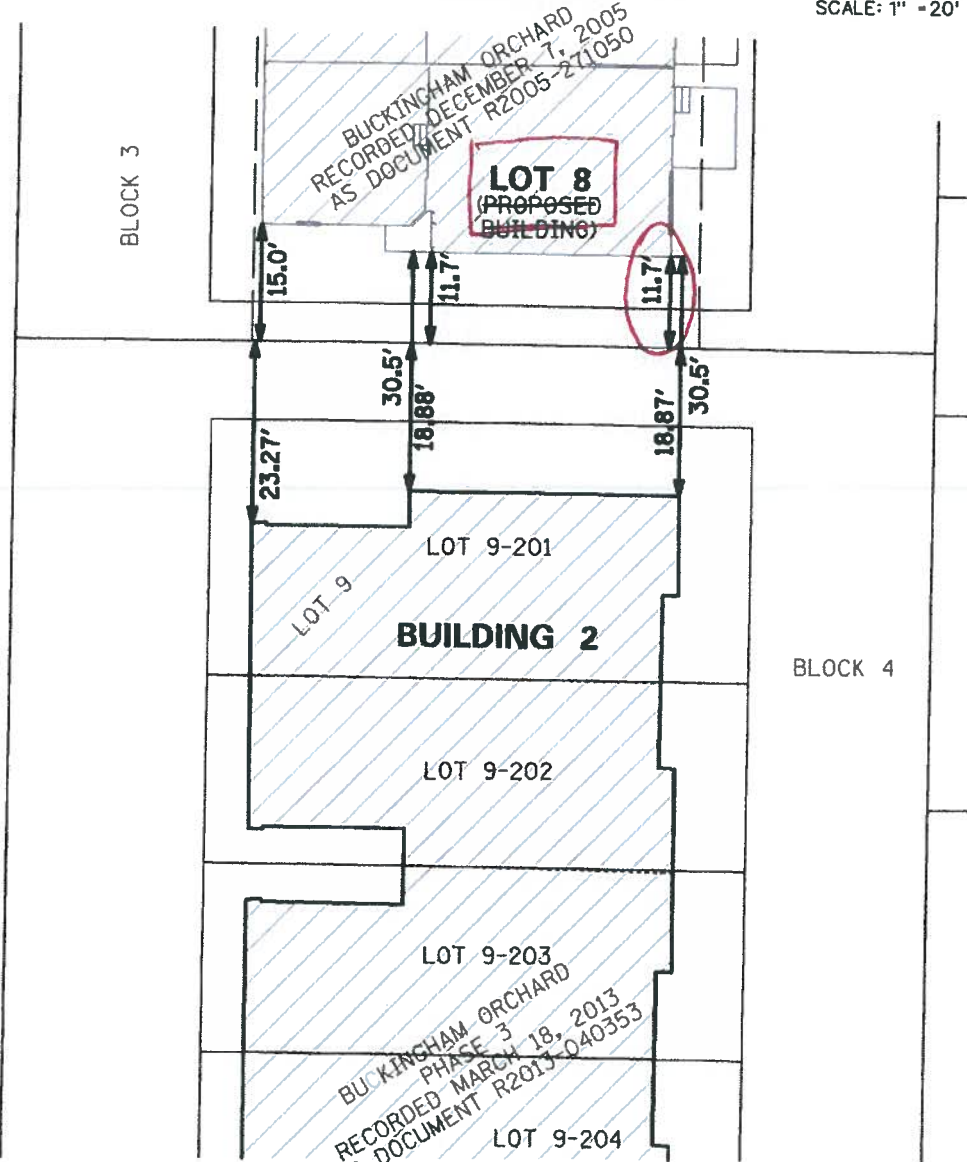 SCALE: 1" =20'
BUCKINGHAM ORCHARD
RECORDED DECEMBER 7, 2005
AS DOCUMENT R2005-271050
BLOCK 3
LOT 8
(PROPOSED
BUILDING)
15.0'
11.7'
11.7'
30.5'
30.5'
18.88'
18.87'
23.27'
LOT 9-201
LOT 9
BUILDING 2
BLOCK 4
LOT 9-202
LOT 9-203
BUCKINGHAM ORCHARD
PHASE 3
RECORDED MARCH 18, 2013
DOCUMENT R2013-040353
LOT 9-204